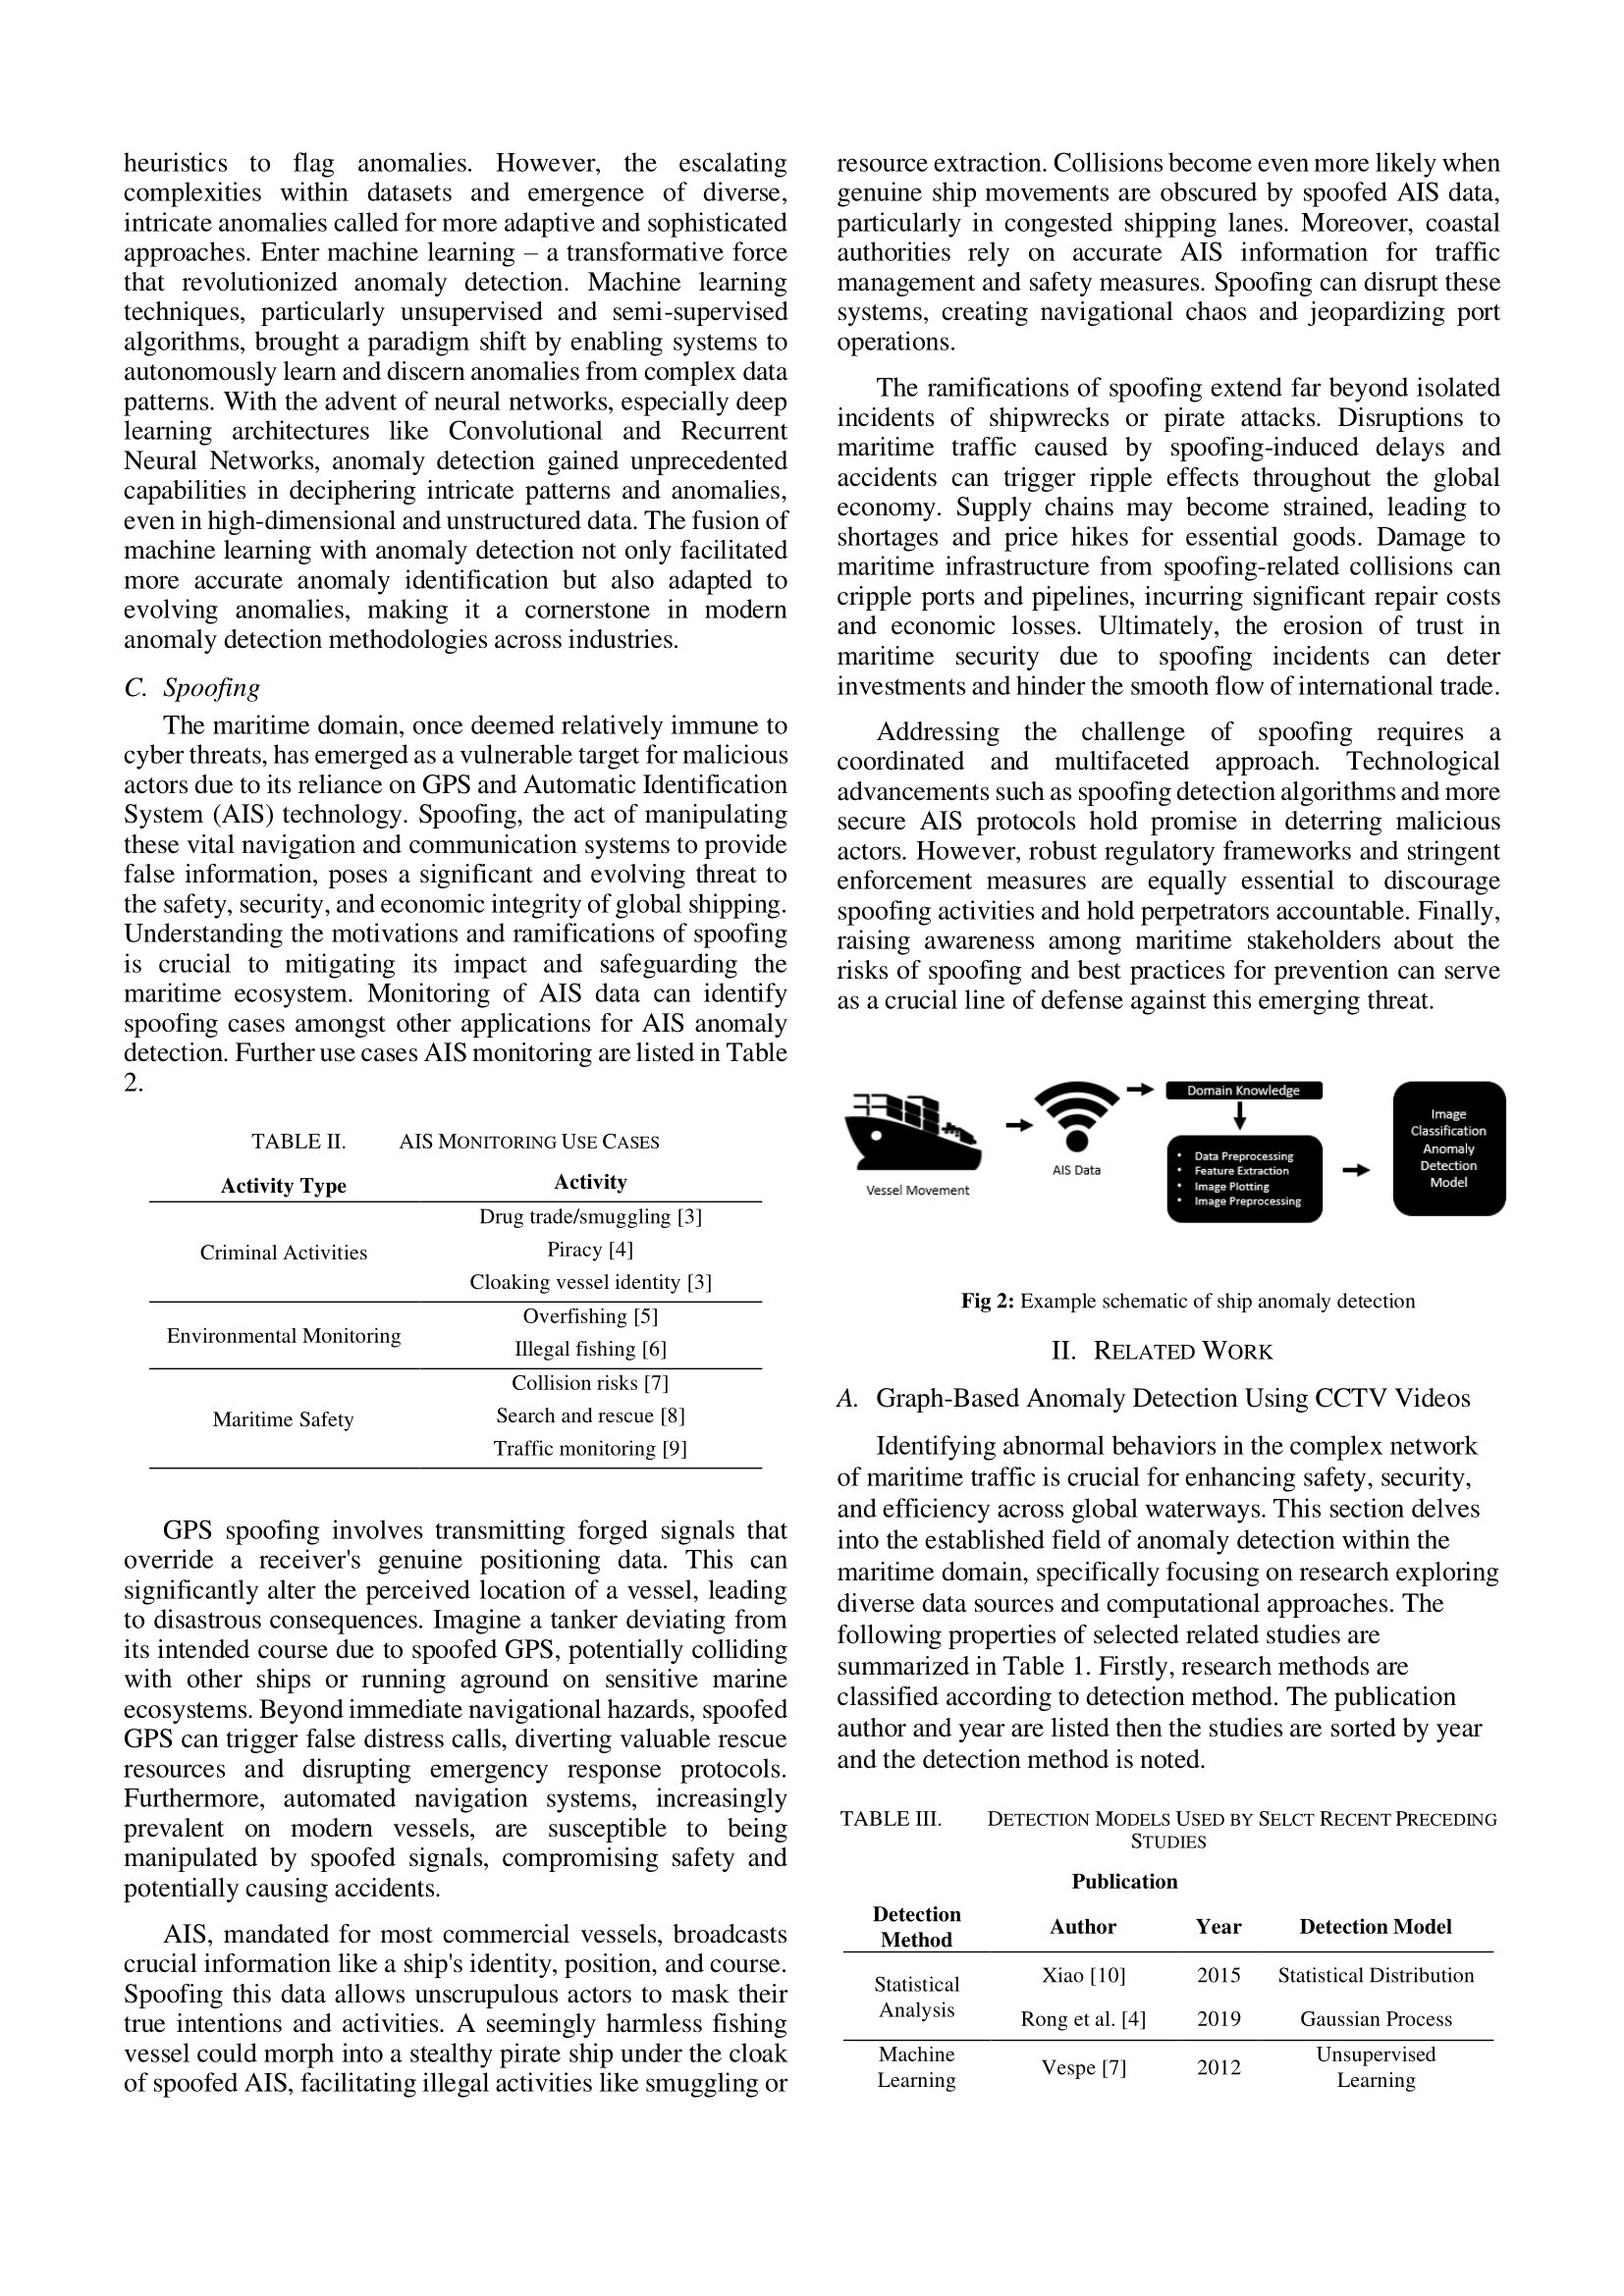 heuristics to flag anomalies. However, the escalating
complexities within datasets and emergence of diverse,
intricate anomalies called for more adaptive and sophisticated
approaches. Enter machine learning – a transformative force
that revolutionized anomaly detection. Machine learning
techniques, particularly unsupervised and semi-supervised
algorithms, brought a paradigm shift by enabling systems to
autonomously learn and discern anomalies from complex data
patterns. With the advent of neural networks, especially deep
learning architectures like Convolutional and Recurrent
Neural Networks, anomaly detection gained unprecedented
capabilities in deciphering intricate patterns and anomalies,
even in high-dimensional and unstructured data. The fusion of
machine learning with anomaly detection not only facilitated
more accurate anomaly identification but also adapted to
evolving anomalies, making it a cornerstone in modern
anomaly detection methodologies across industries.
C. Spoofing
The maritime domain, once deemed relatively immune to
cyber threats, has emerged as a vulnerable target for malicious
actors due to its reliance on GPS and Automatic Identification
System (AIS) technology. Spoofing, the act of manipulating
these vital navigation and communication systems to provide
false information, poses a significant and evolving threat to
the safety, security, and economic integrity of global shipping.
Understanding the motivations and ramifications of spoofing
is crucial to mitigating its impact and safeguarding the
maritime ecosystem. Monitoring of AIS data can identify
spoofing cases amongst other applications for AIS anomaly
detection. Further use cases AIS monitoring are listed in Table
2.
TABLE II. AIS MONITORING USE CASES
Activity Type Activity
Criminal Activities
Drug trade/smuggling [3]
Piracy [4]
Cloaking vessel identity [3]
Environmental Monitoring
Overfishing [5]
Illegal fishing [6]
Maritime Safety
Collision risks [7]
Search and rescue [8]
Traffic monitoring [9]
GPS spoofing involves transmitting forged signals that
override a receiver's genuine positioning data. This can
significantly alter the perceived location of a vessel, leading
to disastrous consequences. Imagine a tanker deviating from
its intended course due to spoofed GPS, potentially colliding
with other ships or running aground on sensitive marine
ecosystems. Beyond immediate navigational hazards, spoofed
GPS can trigger false distress calls, diverting valuable rescue
resources and disrupting emergency response protocols.
Furthermore, automated navigation systems, increasingly
prevalent on modern vessels, are susceptible to being
manipulated by spoofed signals, compromising safety and
potentially causing accidents.
AIS, mandated for most commercial vessels, broadcasts
crucial information like a ship's identity, position, and course.
Spoofing this data allows unscrupulous actors to mask their
true intentions and activities. A seemingly harmless fishing
vessel could morph into a stealthy pirate ship under the cloak
of spoofed AIS, facilitating illegal activities like smuggling or
resource extraction. Collisions become even more likely when
genuine ship movements are obscured by spoofed AIS data,
particularly in congested shipping lanes. Moreover, coastal
authorities rely on accurate AIS information for traffic
management and safety measures. Spoofing can disrupt these
systems, creating navigational chaos and jeopardizing port
operations.
The ramifications of spoofing extend far beyond isolated
incidents of shipwrecks or pirate attacks. Disruptions to
maritime traffic caused by spoofing-induced delays and
accidents can trigger ripple effects throughout the global
economy. Supply chains may become strained, leading to
shortages and price hikes for essential goods. Damage to
maritime infrastructure from spoofing-related collisions can
cripple ports and pipelines, incurring significant repair costs
and economic losses. Ultimately, the erosion of trust in
maritime security due to spoofing incidents can deter
investments and hinder the smooth flow of international trade.
Addressing the challenge of spoofing requires a
coordinated and multifaceted approach. Technological
advancements such as spoofing detection algorithms and more
secure AIS protocols hold promise in deterring malicious
actors. However, robust regulatory frameworks and stringent
enforcement measures are equally essential to discourage
spoofing activities and hold perpetrators accountable. Finally,
raising awareness among maritime stakeholders about the
risks of spoofing and best practices for prevention can serve
as a crucial line of defense against this emerging threat.
Vessel Movement
AIS Data
Domain Knowledge
• Data Preprocessing
• Feature Extraction
• Image Plotting
• Image Preprocessing
Image
Classification
Anomaly
Detection
Model
Fig 2: Example schematic of ship anomaly detection
II. RELATED WORK
A. Graph-Based Anomaly Detection Using CCTV Videos
Identifying abnormal behaviors in the complex network
of maritime traffic is crucial for enhancing safety, security,
and efficiency across global waterways. This section delves
into the established field of anomaly detection within the
maritime domain, specifically focusing on research exploring
diverse data sources and computational approaches. The
following properties of selected related studies are
summarized in Table 1. Firstly, research methods are
classified according to detection method. The publication
author and year are listed then the studies are sorted by year
and the detection method is noted.
TABLE III. DETECTION MODELS USED BY SELCT RECENT PRECEDING
STUDIES
Publication
Detection
Method
Author Year Detection Model
Statistical
Analysis
Xiao [10] 2015 Statistical Distribution
Rong et al. [4] 2019 Gaussian Process
Machine
Learning
Vespe [7] 2012
Unsupervised
Learning